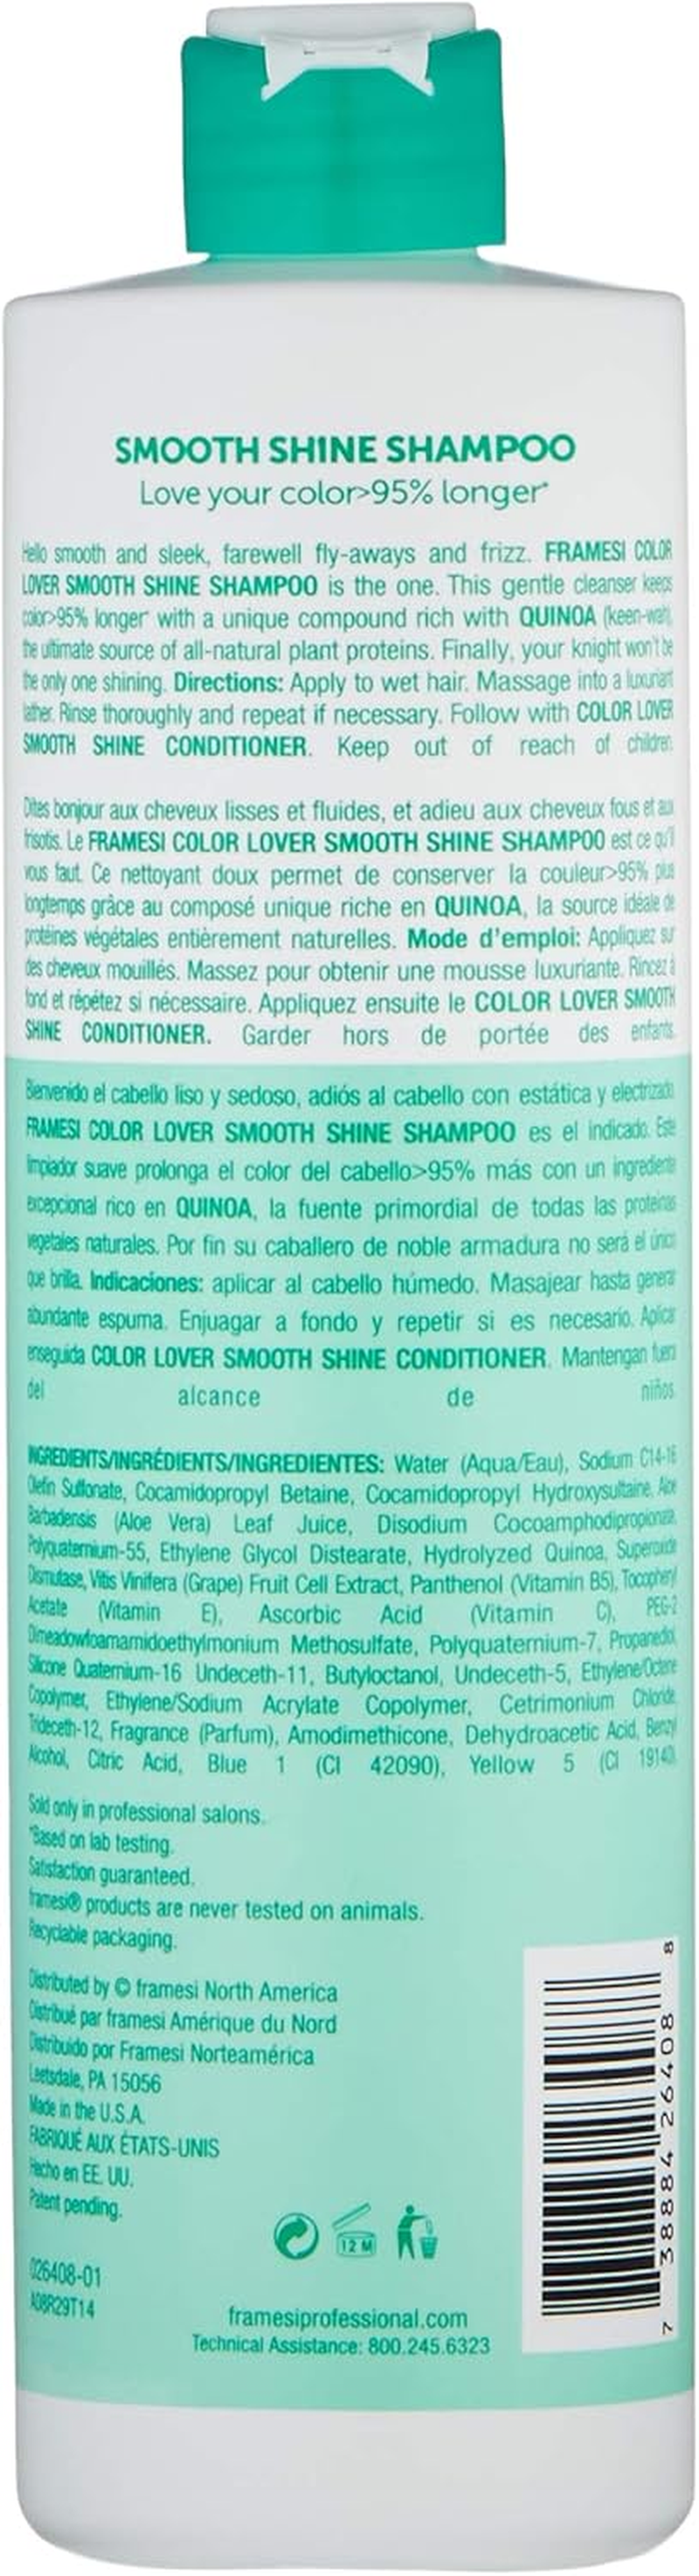 SMOOTH SHINE SHAMPOO
Love your color>95% longer*
Hello smooth and sleek, farewell fly-aways and frizz. FRAMESI COLOR
LOVER SMOOTH SHINE SHAMPOO is the one. This gentle cleanser keeps
color>95% longer* with a unique compound rich with QUINOA (keen-wah),
the ultimate source of all-natural plant proteins. Finally, your knight won't be
the only one shining. Directions: Apply to wet hair. Massage into a luxuriant
lather. Rinse thoroughly and repeat if necessary. Follow with COLOR LOVER
SMOOTH SHINE CONDITIONER. Keep out of reach of children.
Dites bonjour aux cheveux lisses et fluides, et adieu aux cheveux fous et aux
frisotis. Le FRAMESI COLOR LOVER SMOOTH SHINE SHAMPOO est ce qu'il
vous faut. Ce nettoyant doux permet de conserver la couleur>95% plus
longtemps grâce au composé unique riche en QUINOA, la source idéale de
protéines végétales entièrement naturelles. Mode d'emploi: Appliquez sur
des cheveux mouillés. Massez pour obtenir une mousse luxuriante. Rincez à
fond et répétez si nécessaire. Appliquez ensuite le COLOR LOVER SMOOTH
SHINE CONDITIONER. Garder hors de portée des enfants.
Bienvenido el cabello liso y sedoso, adiós al cabello con estática y electrizado.
FRAMESI COLOR LOVER SMOOTH SHINE SHAMPOO es el indicado. Este
limpiador suave prolonga el color del cabello>95% más con un ingrediente
excepcional rico en QUINOA, la fuente primordial de todas las proteínas
vegetales naturales. Por fin su caballero de noble armadura no será el único
que brilla. Indicaciones: aplicar al cabello húmedo. Masajear hasta generar
abundante espuma. Enjuagar a fondo y repetir si es necesario. Aplicar
enseguida COLOR LOVER SMOOTH SHINE CONDITIONER. Mantengan fuera
del alcance de niños.
INGREDIENTS/INGRÉDIENTS/INGREDIENTES: Water (Aqua/Eau), Sodium C14-16
Olefin Sulfonate, Cocamidopropyl Betaine, Cocamidopropyl Hydroxysultaine, Aloe
Barbadensis (Aloe Vera) Leaf Juice, Disodium Cocoamphodipropionate,
Polyquaternium-55, Ethylene Glycol Distearate, Hydrolyzed Quinoa, Superoxide
Dismutase, Vitis Vinifera (Grape) Fruit Cell Extract, Panthenol (Vitamin B5), Tocopheryl
Acetate (Vitamin E), Ascorbic Acid (Vitamin C), PEG-2
Dimeadowfoamamidoethylmonium Methosulfate, Polyquaternium-7, Propanediol,
Silicone Quaternium-16 Undeceth-11, Butyloctanol, Undeceth-5, Ethylene/Octene
Copolymer, Ethylene/Sodium Acrylate Copolymer, Cetrimonium Chloride,
Trideceth-12, Fragrance (Parfum), Amodimethicone, Dehydroacetic Acid, Benzyl
Alcohol, Citric Acid, Blue 1 (CI 42090), Yellow 5 (CI 19140).
Sold only in professional salons.
*Based on lab testing.
Satisfaction guaranteed.
framesi® products are never tested on animals.
Recyclable packaging.
Distributed by © framesi North America
Distribué par framesi Amérique du Nord
Distribuido por Framesi Norteamérica
Leetsdale, PA 15056
Made in the U.S.A.
FABRIQUÉ AUX ÉTATS-UNIS
Hecho en EE. UU.
Patent pending.
12 M
026408-01
A08R29T14
framesiprofessional.com
Technical Assistance: 800.245.6323
7 38884 26408 8